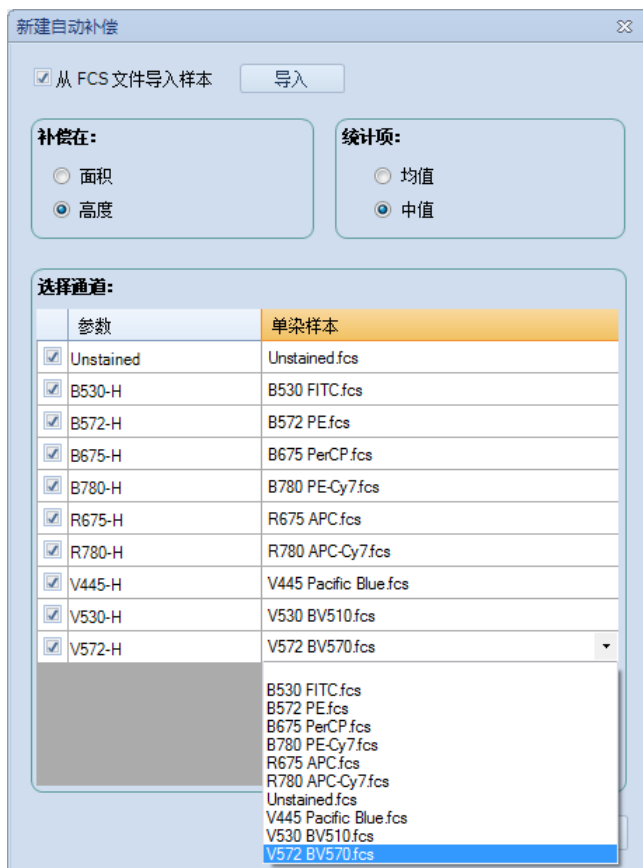 新建自动补偿
从 FCS 文件导入样本 导入
补偿在: 统计项:
面积 均值
高度 中值
选择通道:
参数 单染样本
Unstained Unstained.fcs
B530-H B530 FITC.fcs
B572-H B572 PE.fcs
B675-H B675 PerCP.fcs
B780-H B780 PE-Cy7.fcs
R675-H R675 APC.fcs
R780-H R780 APC-Cy7.fcs
V445-H V445 Pacific Blue.fcs
V530-H V530 BV510.fcs
V572-H V572 BV570.fcs
B530 FITC.fcs
B572 PE.fcs
B675 PerCP.fcs
B780 PE-Cy7.fcs
R675 APC.fcs
R780 APC-Cy7.fcs
Unstained.fcs
V445 Pacific Blue.fcs
V530 BV510.fcs
V572 BV570.fcs